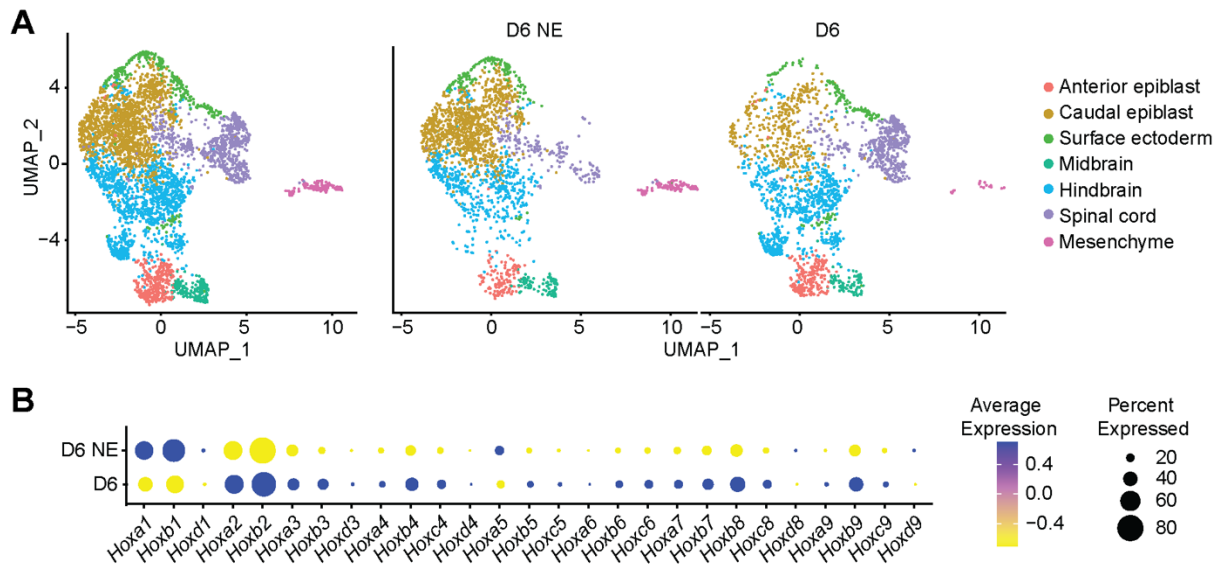 A
D6 NE
D6
4
0
−4
UMAP_2
−5
0
5
10
−5
0
5
10
−5
0
5
10
UMAP_1
UMAP_1
Anterior epiblast
Caudal epiblast
Surface ectoderm
Midbrain
Hindbrain
Spinal cord
Mesenchyme
B
D6 NE
D6
Hoxa1
Hoxb1
Hoxd1
Hoxa2
Hoxb2
Hoxa3
Hoxb3
Hoxd3
Hoxa4
Hoxb4
Hoxc4
Hoxd4
Hoxa5
Hoxb5
Hoxc5
Hoxa6
Hoxb6
Hoxc6
Hoxa7
Hoxb7
Hoxb8
Hoxc8
Hoxd8
Hoxa9
Hoxb9
Hoxc9
Hoxd9
Average
Expression
0.4
0.0
−0.4
Percent
Expressed
20
40
60
80